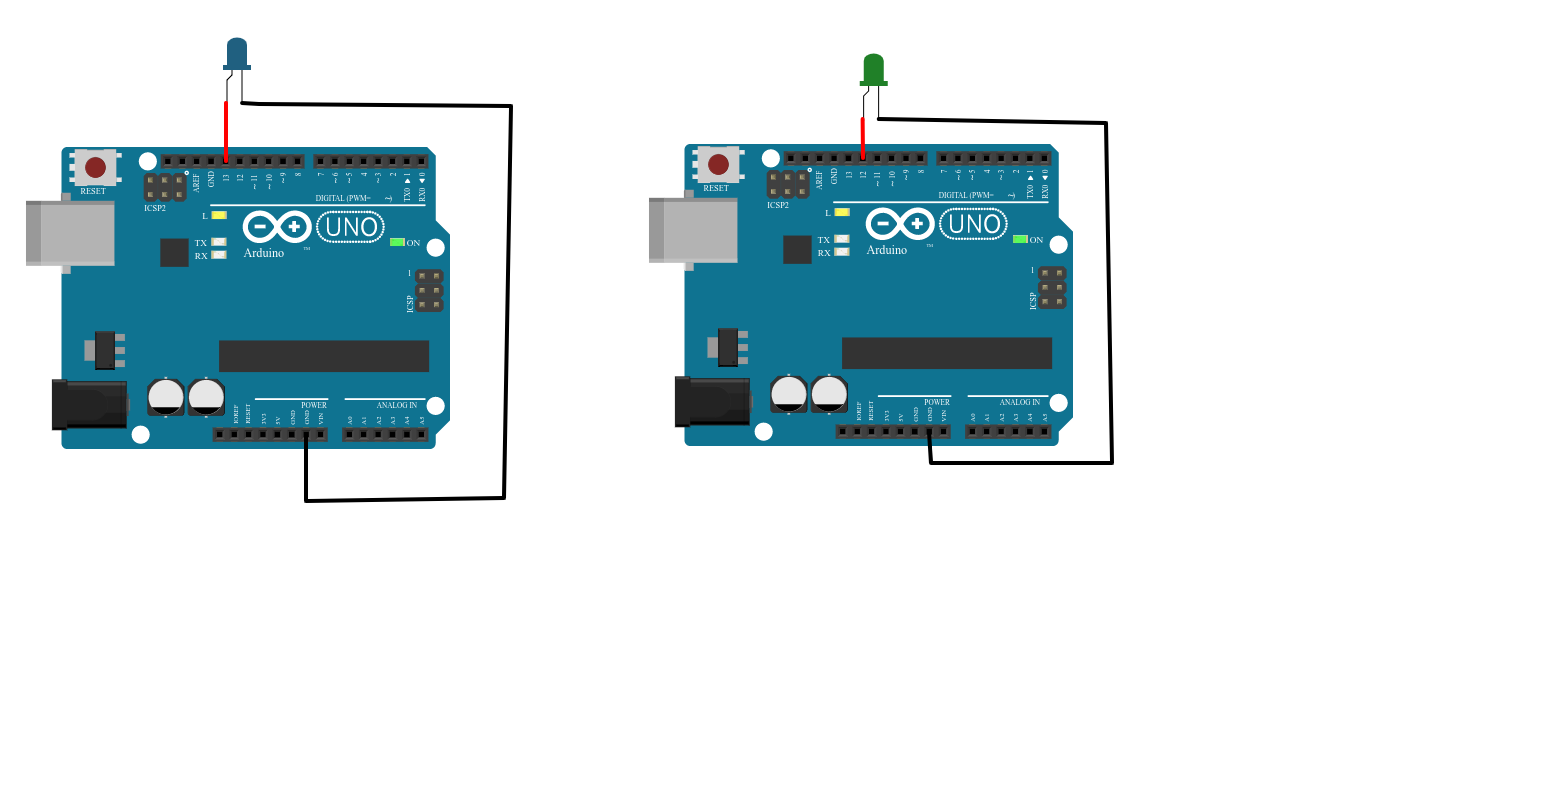 RESET
ICSP2
AREF
GND
13
12
~11
~10
~9
8
7
~6
~5
4
~3
2
TX0 1
RX0 0
DIGITAL (PWM=
L
TX
RX
UNO
Arduino
TM
ON
1
ICSP
IOREF
RESET
3V3
5V
GND
GND
VIN
POWER
A0
A1
A2
A3
A4
A5
ANALOG IN
RESET
ICSP2
AREF
GND
13
12
~11
~10
~9
8
7
~6
~5
4
~3
2
TX0 1
RX0 0
DIGITAL (PWM=
L
TX
RX
UNO
Arduino
TM
ON
1
ICSP
IOREF
RESET
3V3
5V
GND
GND
VIN
POWER
A0
A1
A2
A3
A4
A5
ANALOG IN